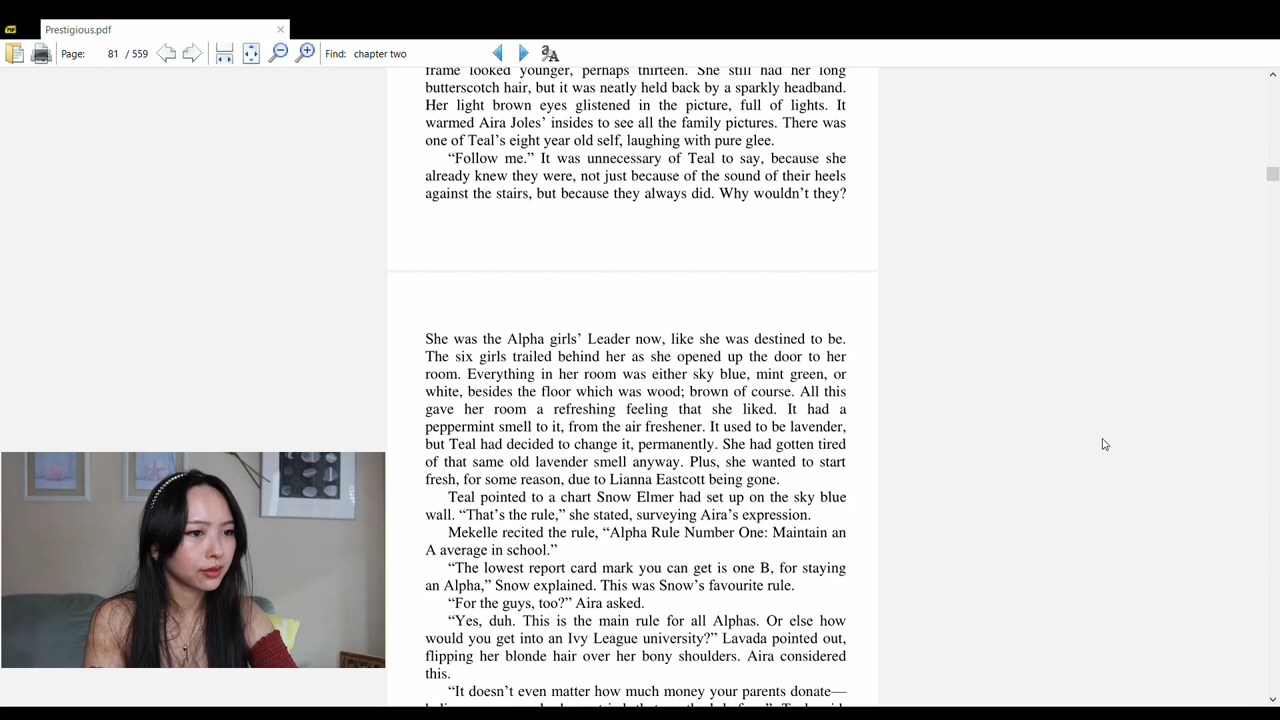 Prestigious.pdf
Page: 81 / 559 Find: chapter two
frame looked younger, perhaps thirteen. She still had her long
butterscotch hair, but it was neatly held back by a sparkly headband.
Her light brown eyes glistened in the picture, full of lights. It
warmed Aira Joles’ insides to see all the family pictures. There was
one of Teal’s eight year old self, laughing with pure glee.
“Follow me.” It was unnecessary of Teal to say, because she
already knew they were, not just because of the sound of their heels
against the stairs, but because they always did. Why wouldn’t they?
She was the Alpha girls’ Leader now, like she was destined to be.
The six girls trailed behind her as she opened up the door to her
room. Everything in her room was either sky blue, mint green, or
white, besides the floor which was wood; brown of course. All this
gave her room a refreshing feeling that she liked. It had a
peppermint smell to it, from the air freshener. It used to be lavender,
but Teal had decided to change it, permanently. She had gotten tired
of that same old lavender smell anyway. Plus, she wanted to start
fresh, for some reason, due to Lianna Eastcott being gone.
Teal pointed to a chart Snow Elmer had set up on the sky blue
wall. “That’s the rule,” she stated, surveying Aira’s expression.
Mekelle recited the rule, “Alpha Rule Number One: Maintain an
A average in school.”
“The lowest report card mark you can get is one B, for staying
an Alpha,” Snow explained. This was Snow’s favourite rule.
“For the guys, too?” Aira asked.
“Yes, duh. This is the main rule for all Alphas. Or else how
would you get into an Ivy League university?” Lavada pointed out,
flipping her blonde hair over her bony shoulders. Aira considered
this.
“It doesn’t even matter how much money your parents donate—